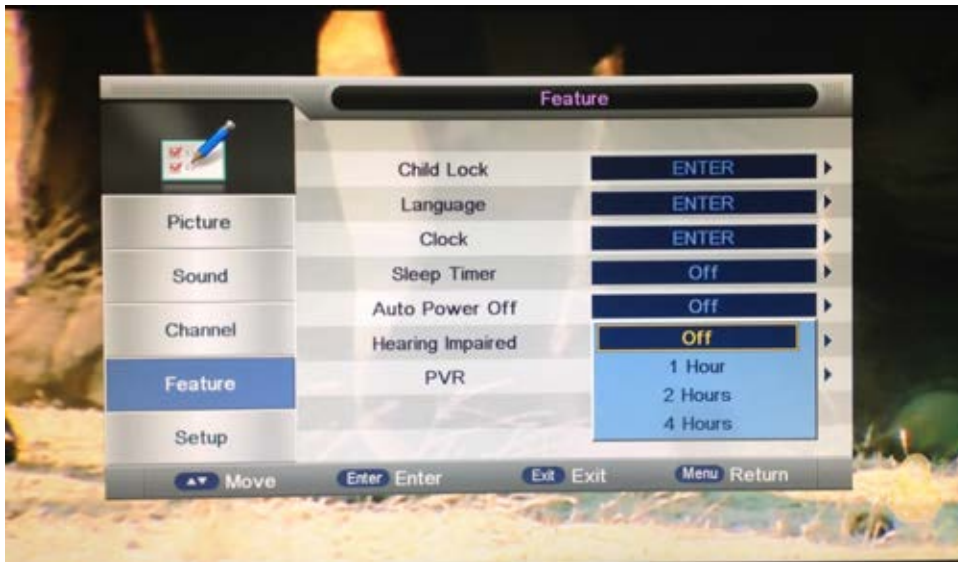 Feature
Picture
Sound
Channel
Feature
Setup
Child Lock ENTER
Language ENTER
Clock ENTER
Sleep Timer Off
Auto Power Off Off
Hearing Impaired
PVR
Off
1 Hour
2 Hours
4 Hours
Move Enter Enter Exit Exit Menu Return